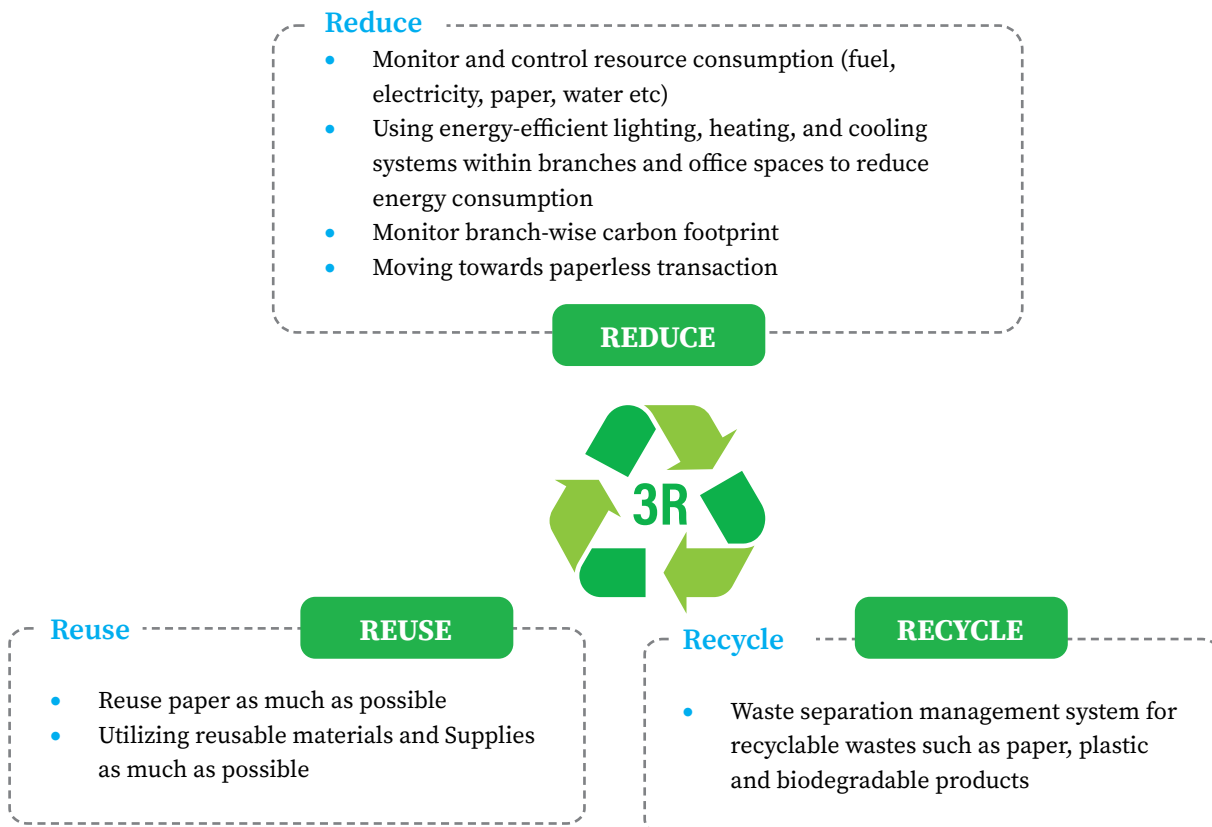 Reduce
• Monitor and control resource consumption (fuel,
electricity, paper, water etc)
• Using energy-efficient lighting, heating, and cooling
systems within branches and office spaces to reduce
energy consumption
• Monitor branch-wise carbon footprint
• Moving towards paperless transaction
REDUCE
3R
Reuse
REUSE
• Reuse paper as much as possible
• Utilizing reusable materials and Supplies
as much as possible
Recycle
RECYCLE
• Waste separation management system for
recyclable wastes such as paper, plastic
and biodegradable products